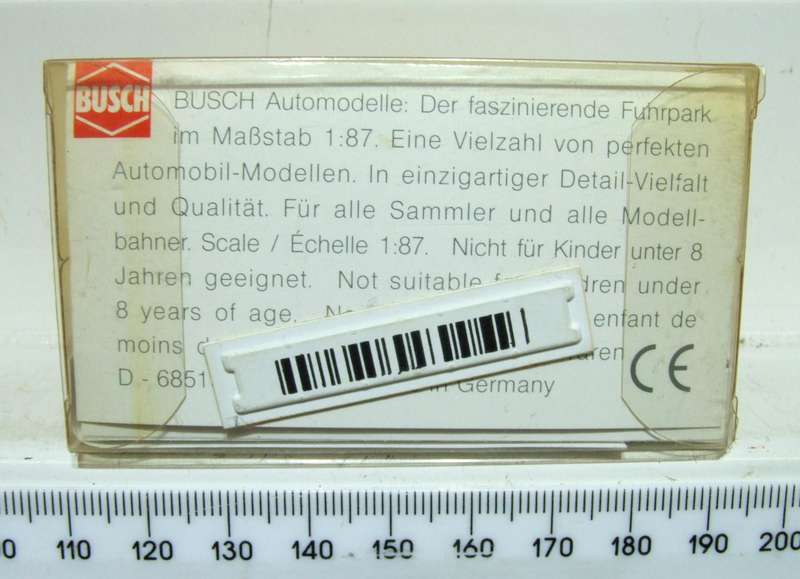 BUSCH
BUSCH Automodelle: Der faszinierende Fuhrpark
im Maßstab 1:87. Eine Vielzahl von perfekten
Automobil-Modellen. In einzigartiger Detail-Vielfalt
und Qualität. Für alle Sammler und alle Modell-
bahner. Scale / Échelle 1:87. Nicht für Kinder unter 8
Jahren geeignet. Not suitable under
8 years of age. enfant de
moins
D - 6851 Germany
CE
110 120 130 140 150 160 170 180 190 200